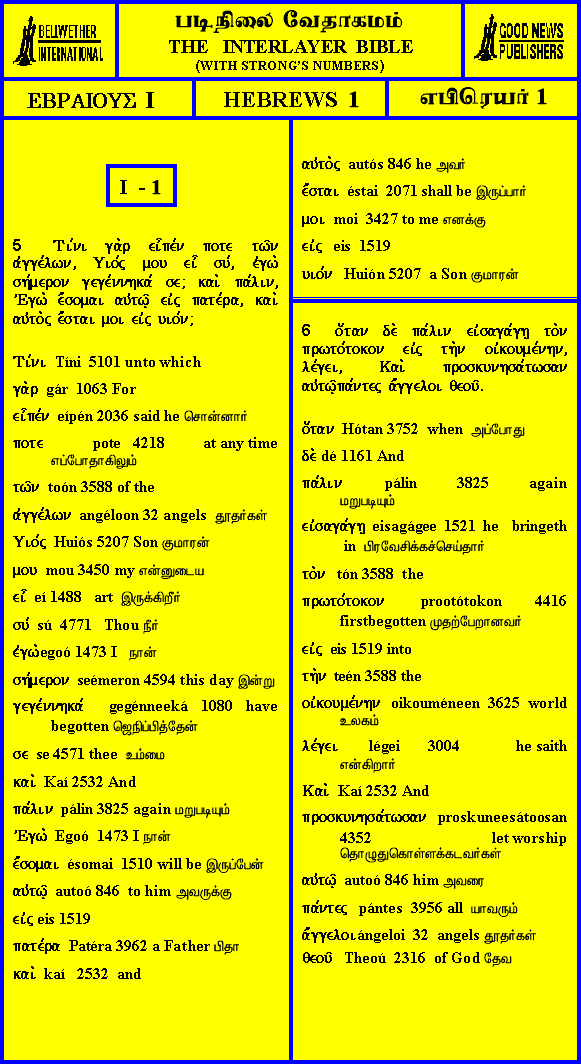 BELLWETHER
INTERNATIONAL
படிநிலை வேதாகமம்
THE INTERLAYER BIBLE
(WITH STRONG'S NUMBERS)
GOOD NEWS
PUBLISHERS
ΕΒΡΑΙΟΥΣ I
HEBREWS 1
எபிரெயர் 1
I - 1
5 Τίνι γὰρ εἶπέν ποτε τῶν
ἀγγέλων, Υιός μου εἶ σύ, ἐγὼ
σήμερον γεγέννηκά σε; καὶ πάλιν,
Ἐγὼ ἔσομαι αὐτῷ εἰς πατέρα, καὶ
αὐτὸς ἔσται μοι εἰς υιόν;
Τίνι Tíni 5101 unto which
γὰρ gár 1063 For
εἶπέν eípén 2036 said he சொன்னார்
ποτε pote 4218 at any time
எப்போதாகிலும்
τῶν toón 3588 of the
ἀγγέλων angéloon 32 angels தூதர்கள்
Υιός Huiós 5207 Son குமாரன்
μου mou 3450 my என்னுடைய
εἶ eí 1488 art இருக்கிறீர்
σύ sú 4771 Thou நீர்
ἐγὼ egoó 1473 I நான்
σήμερον seémeron 4594 this day இன்று
γεγέννηκά gegénneeká 1080 have
begotten ஜெநிப்பித்தேன்
σε se 4571 thee உம்மை
καὶ Kaí 2532 And
πάλιν pálin 3825 again மறுபடியும்
Ἐγὼ Egoó 1473 I நான்
ἔσομαι ésomai 1510 will be இருப்பேன்
αὐτῷ autoó 846 to him அவருக்கு
εἰς eis 1519
πατέρα Patéra 3962 a Father பிதா
καὶ kaí 2532 and
αὐτὸς autós 846 he அவர்
ἔσται éstai 2071 shall be இருப்பார்
μοι moi 3427 to me எனக்கு
εἰς eis 1519
υιόν Huión 5207 a Son குமாரன்
6 ὅταν δὲ πάλιν εἰσαγάγῃ τὸν
πρωτότοκον εἰς τὴν οἰκουμένην,
λέγει, Καὶ προσκυνησάτωσαν
αὐτῷπάντες ἄγγελοι θεοῦ.
ὅταν Hótan 3752 when அப்போது
δὲ dé 1161 And
πάλιν pálin 3825 again
மறுபடியும்
εἰσαγάγῃ eisagágee 1521 he bringeth
in பிரவேசிக்கச்செய்தார்
τὸν tón 3588 the
πρωτότοκον prootótokon 4416
firstbegotten முதற்பேறானவர்
εἰς eis 1519 into
τὴν teén 3588 the
οἰκουμένην oikouméneen 3625 world
உலகம்
λέγει légei 3004 he saith
என்கிறார்
Καὶ Kaí 2532 And
προσκυνησάτωσαν proskuneesátoosan
4352 let worship
தொழுதுகொள்ளக்கடவர்கள்
αὐτῷ autoó 846 him அவரை
πάντες pántes 3956 all யாவரும்
ἄγγελοι ángeloi 32 angels தூதர்கள்
θεοῦ Theoú 2316 of God தேவ